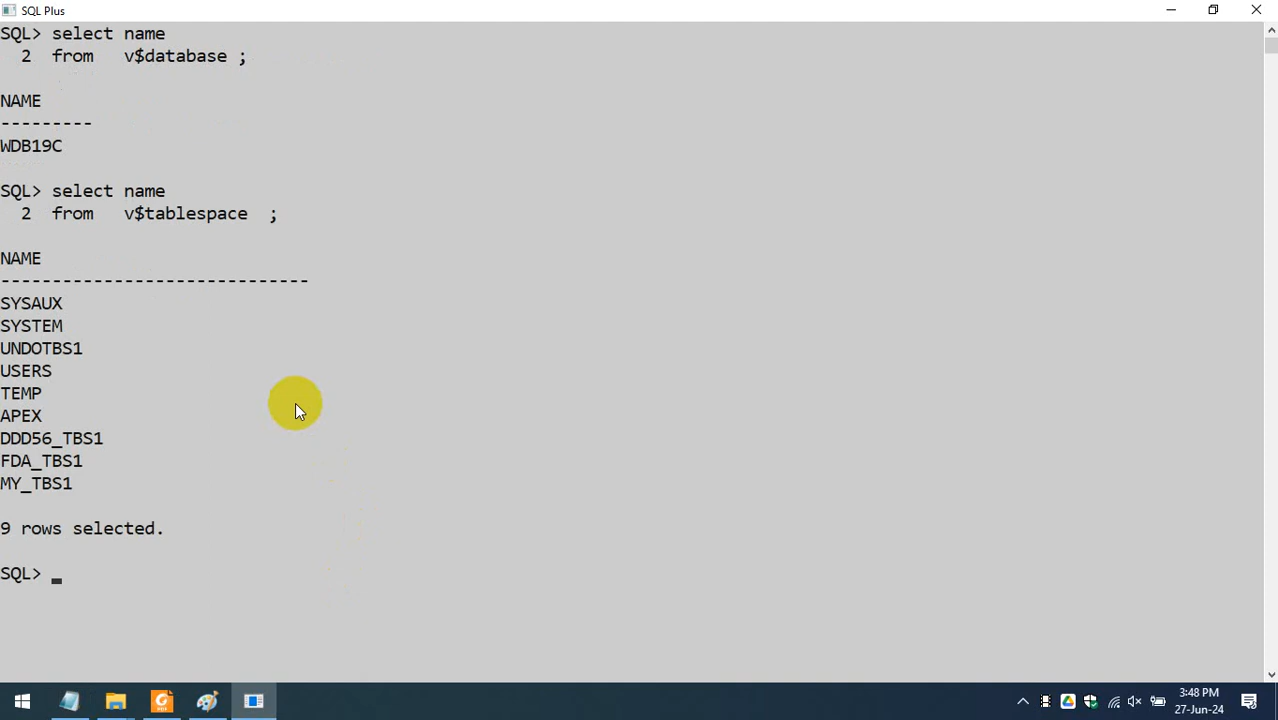 SQL Plus
SQL> select name
  2  from   v$database ;
NAME
---------
WDB19C
SQL> select name
  2  from   v$tablespace  ;
NAME
------------------------------
SYSAUX
SYSTEM
UNDOTBS1
USERS
TEMP
APEX
DDD56_TBS1
FDA_TBS1
MY_TBS1
9 rows selected.
SQL>
PDF
3:48 PM
27-Jun-24